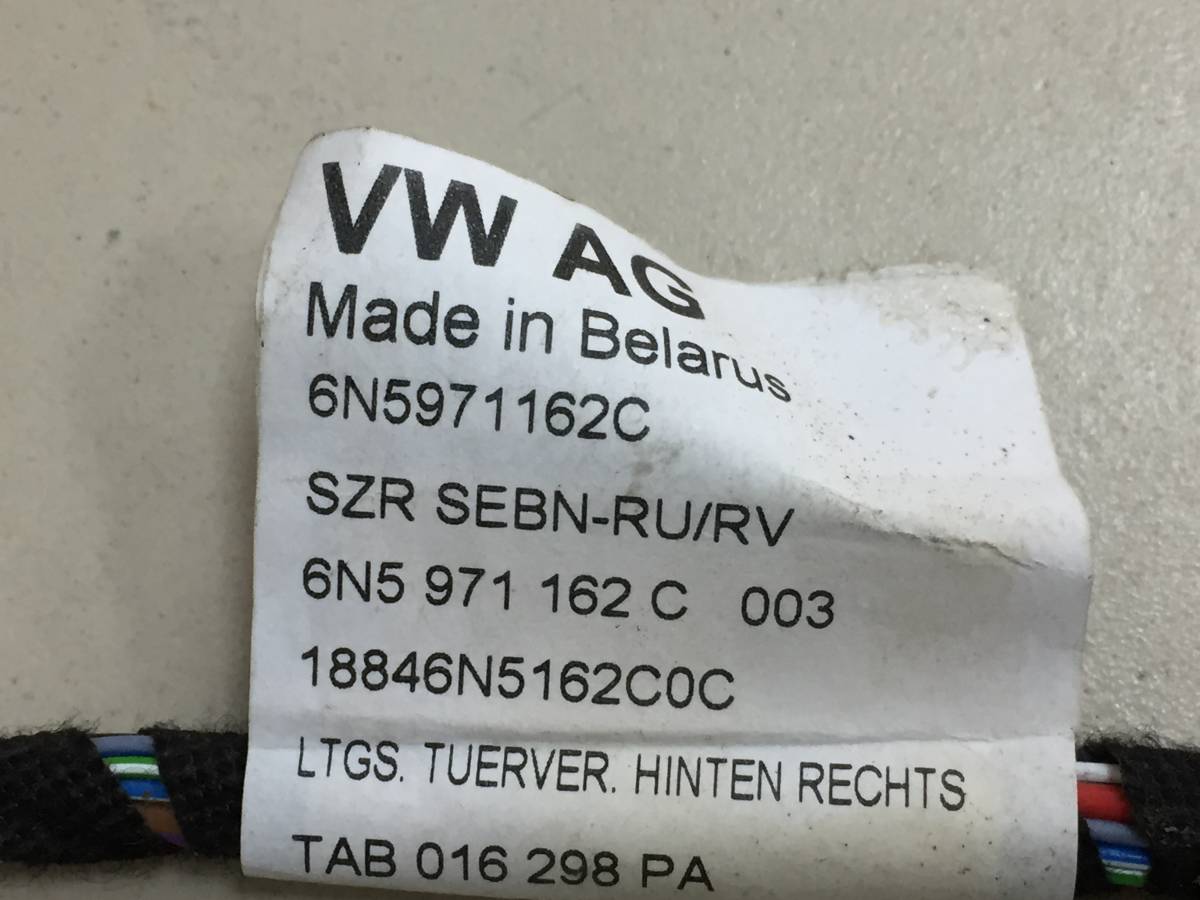 VW AG
Made in Belarus
6N5971162C
SZR SEBN-RU/RV
6N5 971 162 C 003
18846N5162C0C
LTGS. TUERVER. HINTEN RECHTS
TAB 016 298 PA